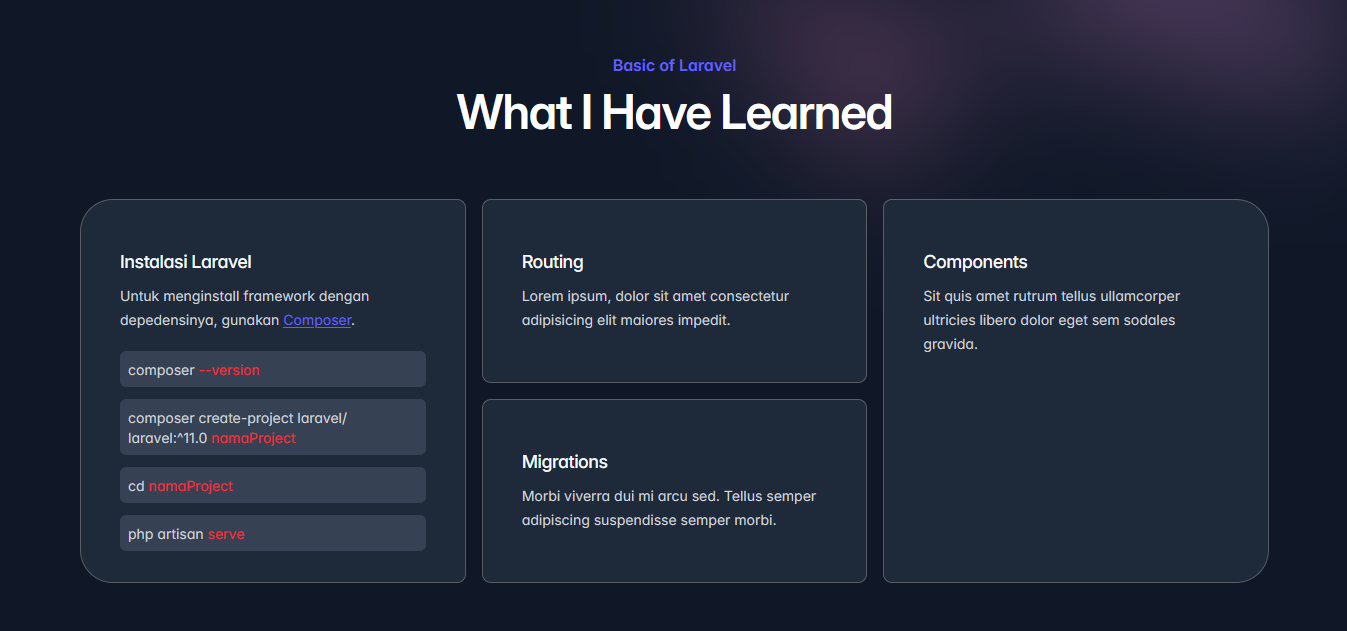 Basic of Laravel
What I Have Learned
Instalasi Laravel
Untuk menginstall framework dengan
depedensinya, gunakan Composer.
composer --version
composer create-project laravel/
laravel:^11.0 namaProject
cd namaProject
php artisan serve
Routing
Lorem ipsum, dolor sit amet consectetur
adipisicing elit maiores impedit.
Migrations
Morbi viverra dui mi arcu sed. Tellus semper
adipiscing suspendisse semper morbi.
Components
Sit quis amet rutrum tellus ullamcorper
ultricies libero dolor eget sem sodales
gravida.